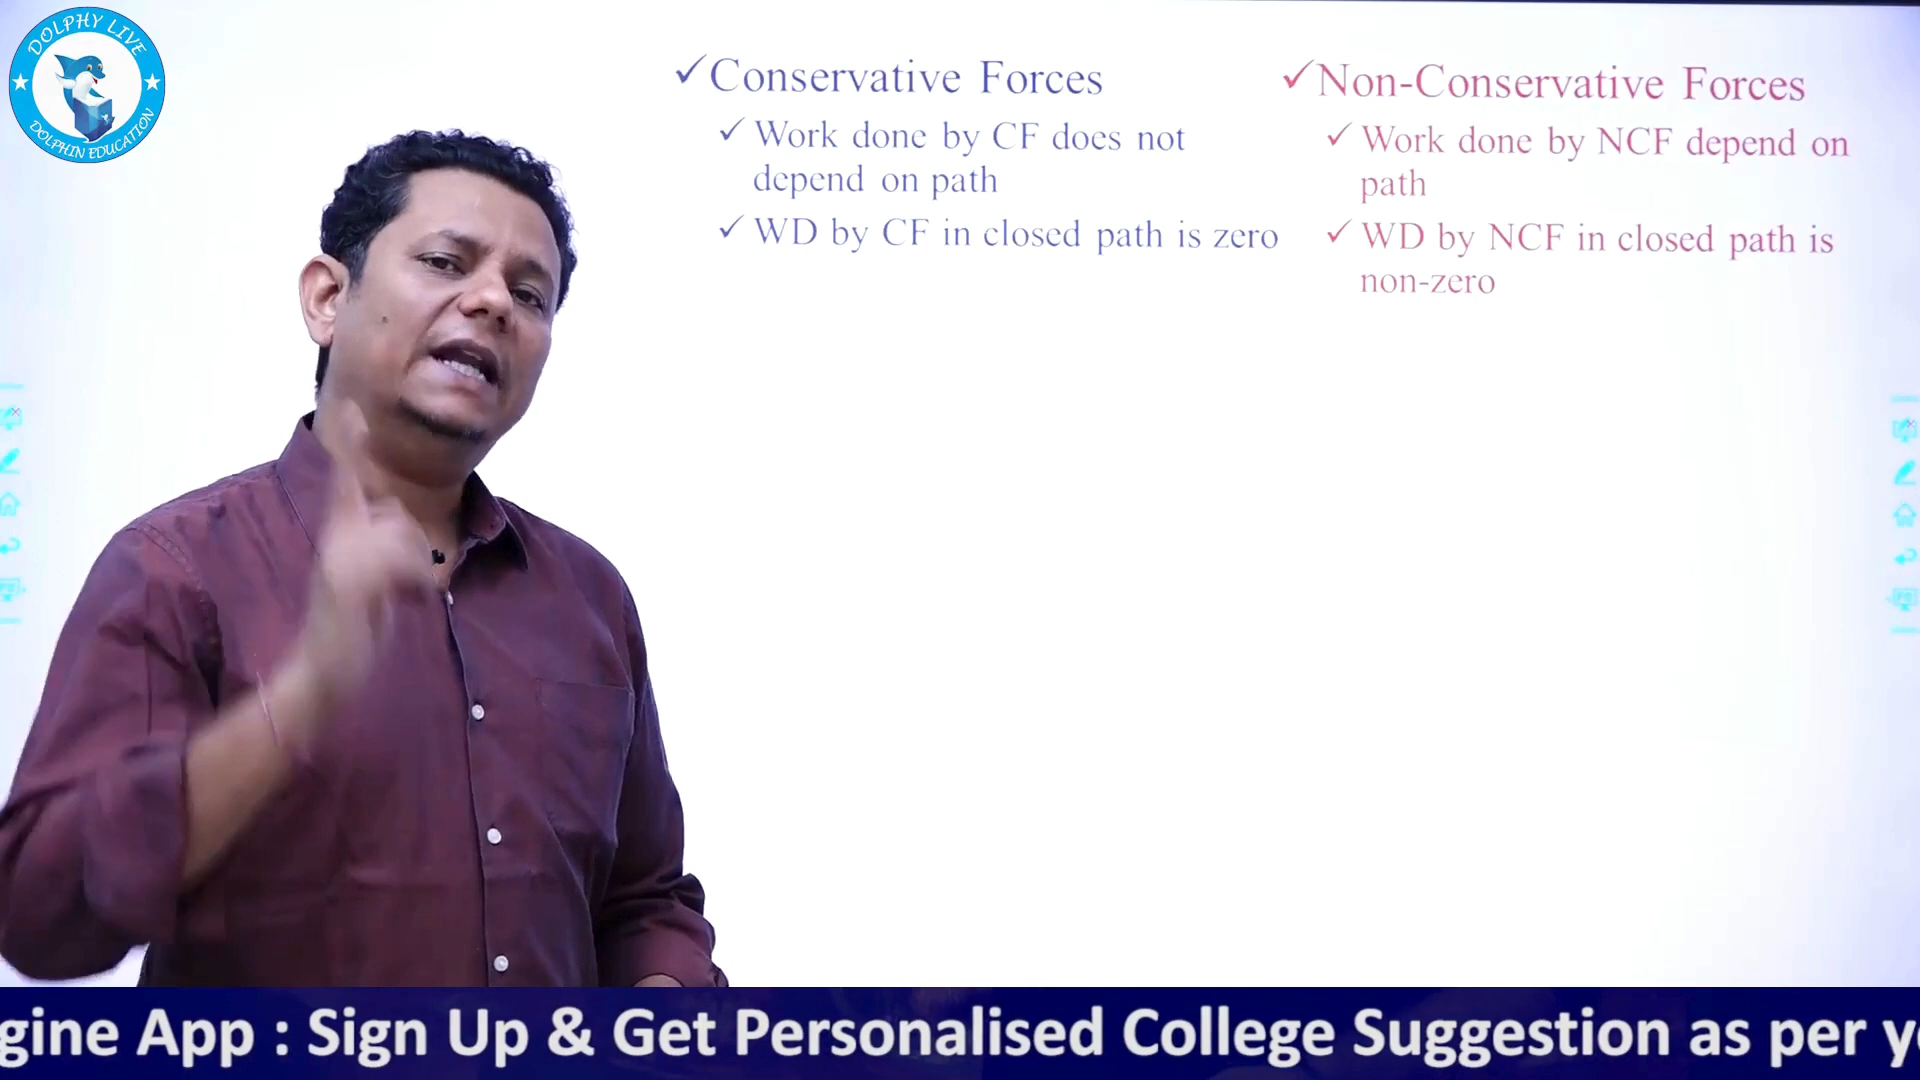 DOLPHY LIVE
DOLPHIN EDUCATION
✓Conservative Forces
✓Work done by CF does not
depend on path
✓WD by CF in closed path is zero
✓Non-Conservative Forces
✓Work done by NCF depend on
path
✓WD by NCF in closed path is
non-zero
gine App : Sign Up & Get Personalised College Suggestion as per y